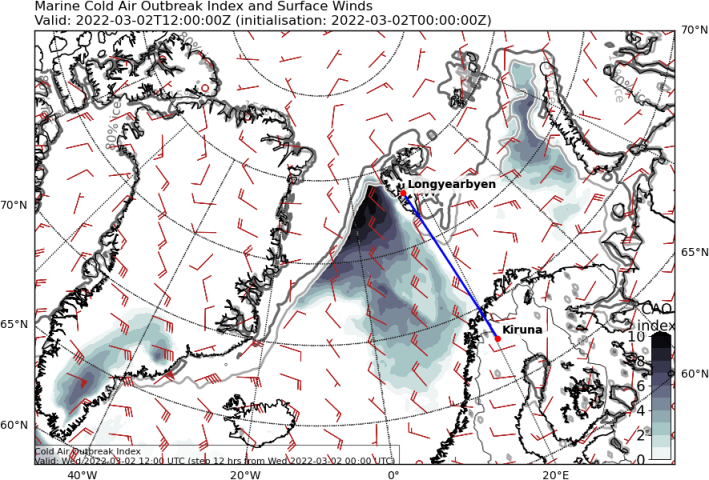 Marine Cold Air Outbreak Index and Surface Winds
Valid: 2022-03-02T12:00:00Z (initialisation: 2022-03-02T00:00:00Z)
70°N
80% ice
Longyearbyen
70°N
65°N
CAO
index
Kiruna
10
8
6
4
2
0
65°N
60°N
60°N
Cold Air Outbreak Index
Valid: Wed 2022-03-02 12:00 UTC (step 12 hrs from Wed 2022-03-02 00:00 UTC)
40°W
20°W
0°
20°E